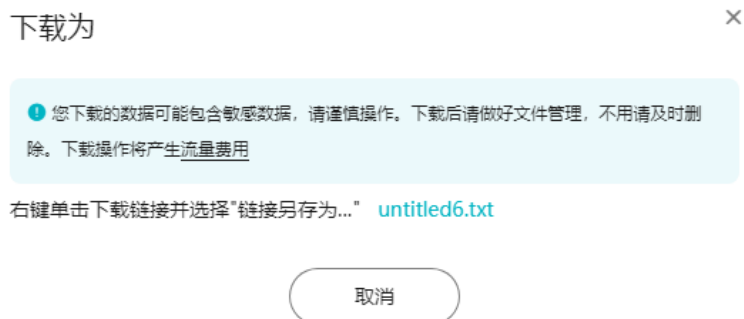 下载为
您下载的数据可能包含敏感数据，请谨慎操作。下载后请做好文件管理，不用请及时删
除。下载操作将产生流量费用
右键单击下载链接并选择"链接另存为..." untitled6.txt
取消